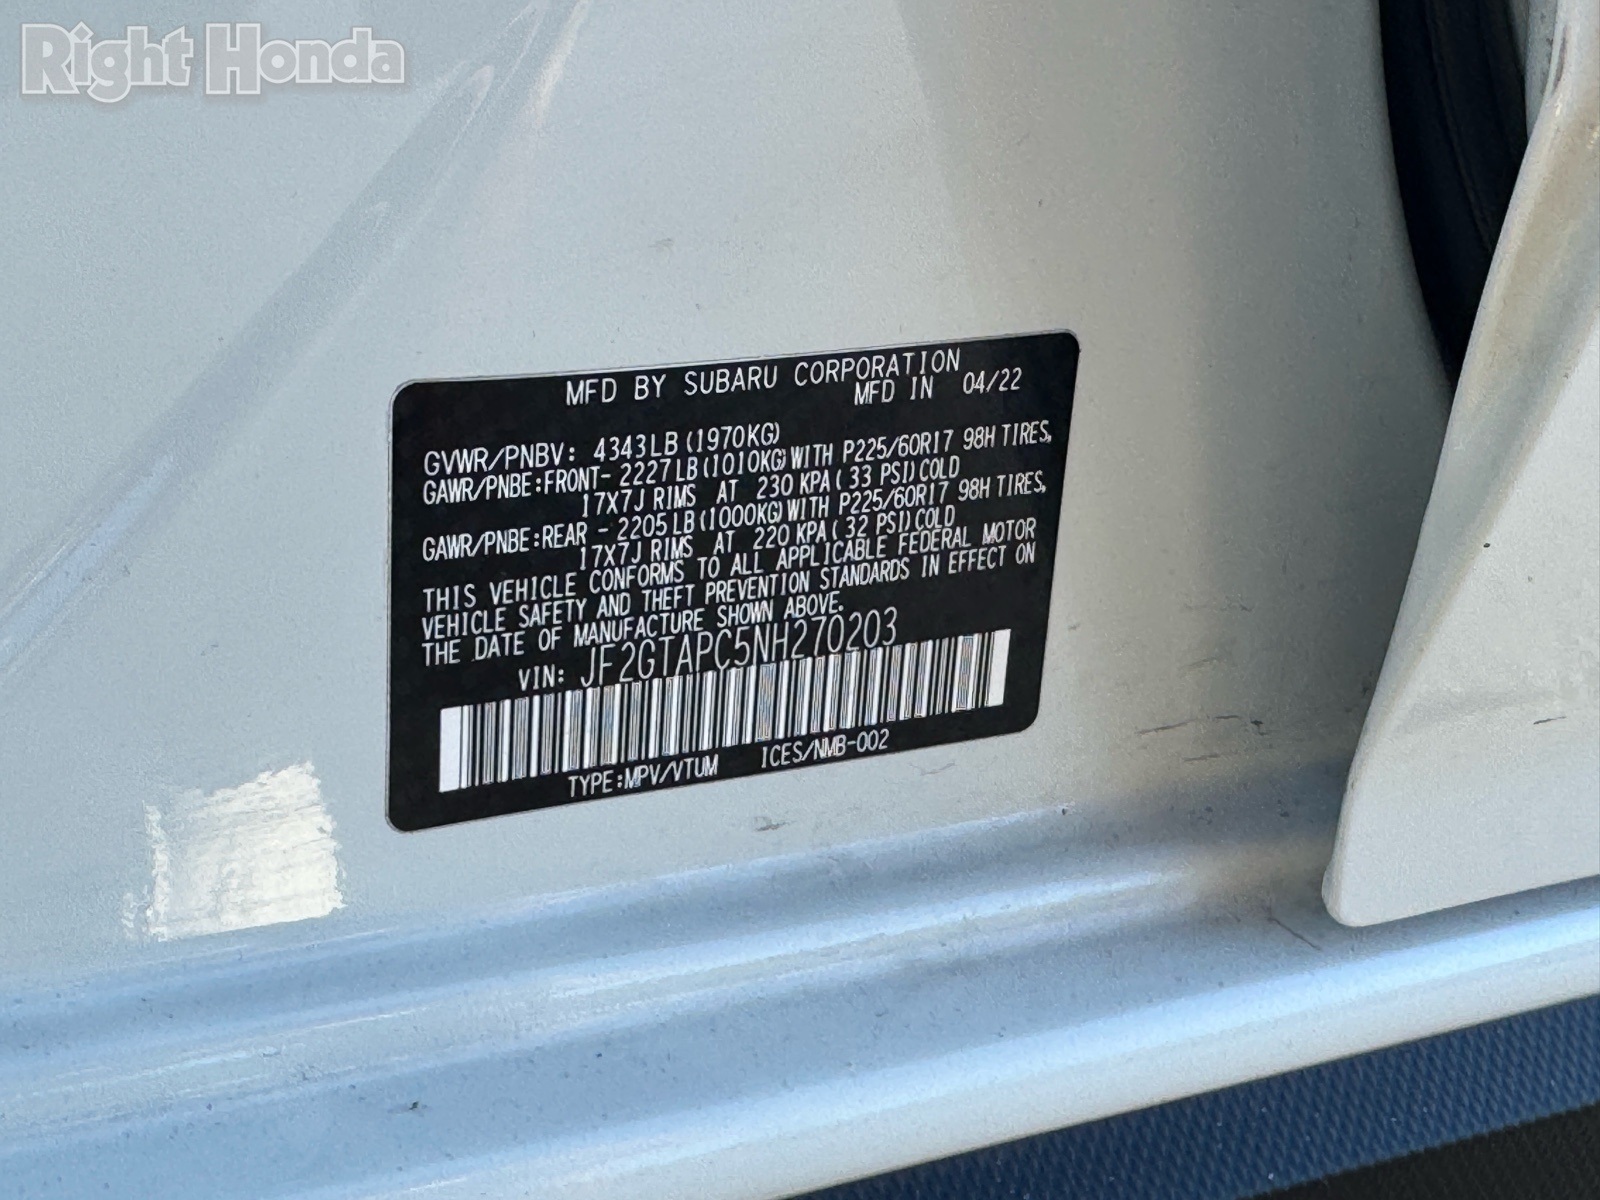 Right Honda
MFD BY SUBARU CORPORATION
MFD IN 04/22
GVWR/PNBV: 4343LB(1970KG)
GAWR/PNBE:FRONT- 2227LB(1010KG)WITH P225/60R17 98H TIRES,
17X7J RIMS AT 230 KPA( 33 PSI)COLD
GAWR/PNBE:REAR - 2205LB(1000KG)WITH P225/60R17 98H TIRES,
17X7J RIMS AT 220 KPA( 32 PSI)COLD
THIS VEHICLE CONFORMS TO ALL APPLICABLE FEDERAL MOTOR
VEHICLE SAFETY AND THEFT PREVENTION STANDARDS IN EFFECT ON
THE DATE OF MANUFACTURE SHOWN ABOVE.
VIN: JF2GTAPC5NH270203
TYPE:MPV/VTUM ICES/NMB-002